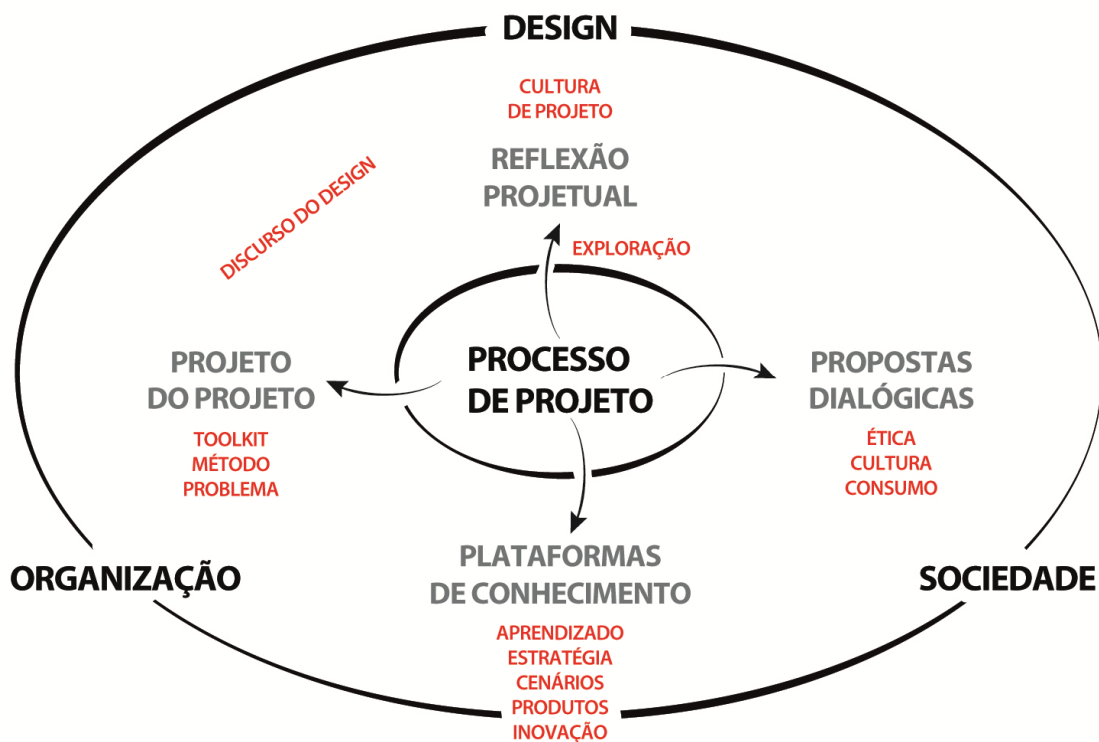 DESIGN
CULTURA
DE PROJETO
REFLEXÃO
PROJETUAL
DISCURSO DO DESIGN
EXPLORAÇÃO
PROCESSO
DE PROJETO
PROJETO
DO PROJETO
TOOLKIT
MÉTODO
PROBLEMA
PROPOSTAS
DIALÓGICAS
ÉTICA
CULTURA
CONSUMO
ORGANIZAÇÃO
PLATAFORMAS
DE CONHECIMENTO
SOCIEDADE
APRENDIZADO
ESTRATÉGIA
CENÁRIOS
PRODUTOS
INOVAÇÃO